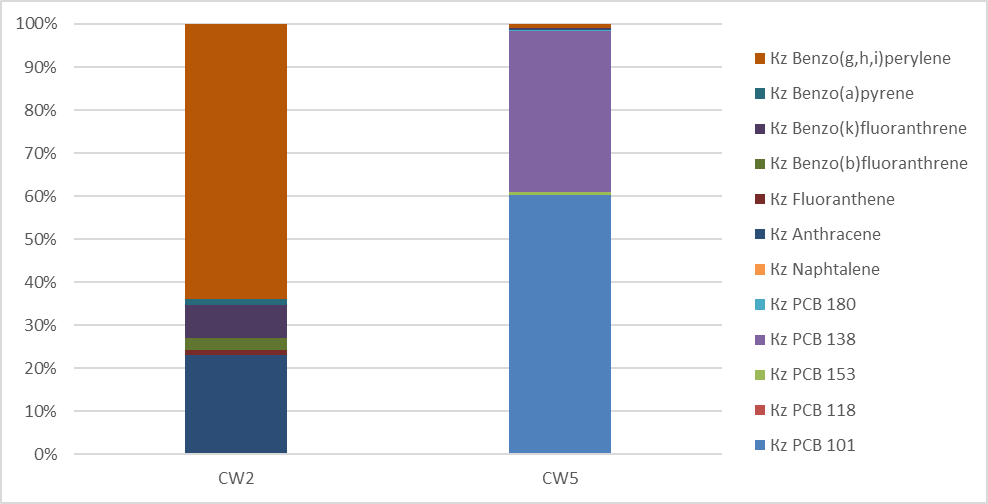 100%
90%
80%
70%
60%
50%
40%
30%
20%
10%
0%
CW2
CW5
Kz Benzo(g,h,i)perylene
Kz Benzo(a)pyrene
Kz Benzo(k)fluoranthrene
Kz Benzo(b)fluoranthrene
Kz Fluoranthene
Kz Anthracene
Kz Naphtalene
Kz PCB 180
Kz PCB 138
Kz PCB 153
Kz PCB 118
Kz PCB 101